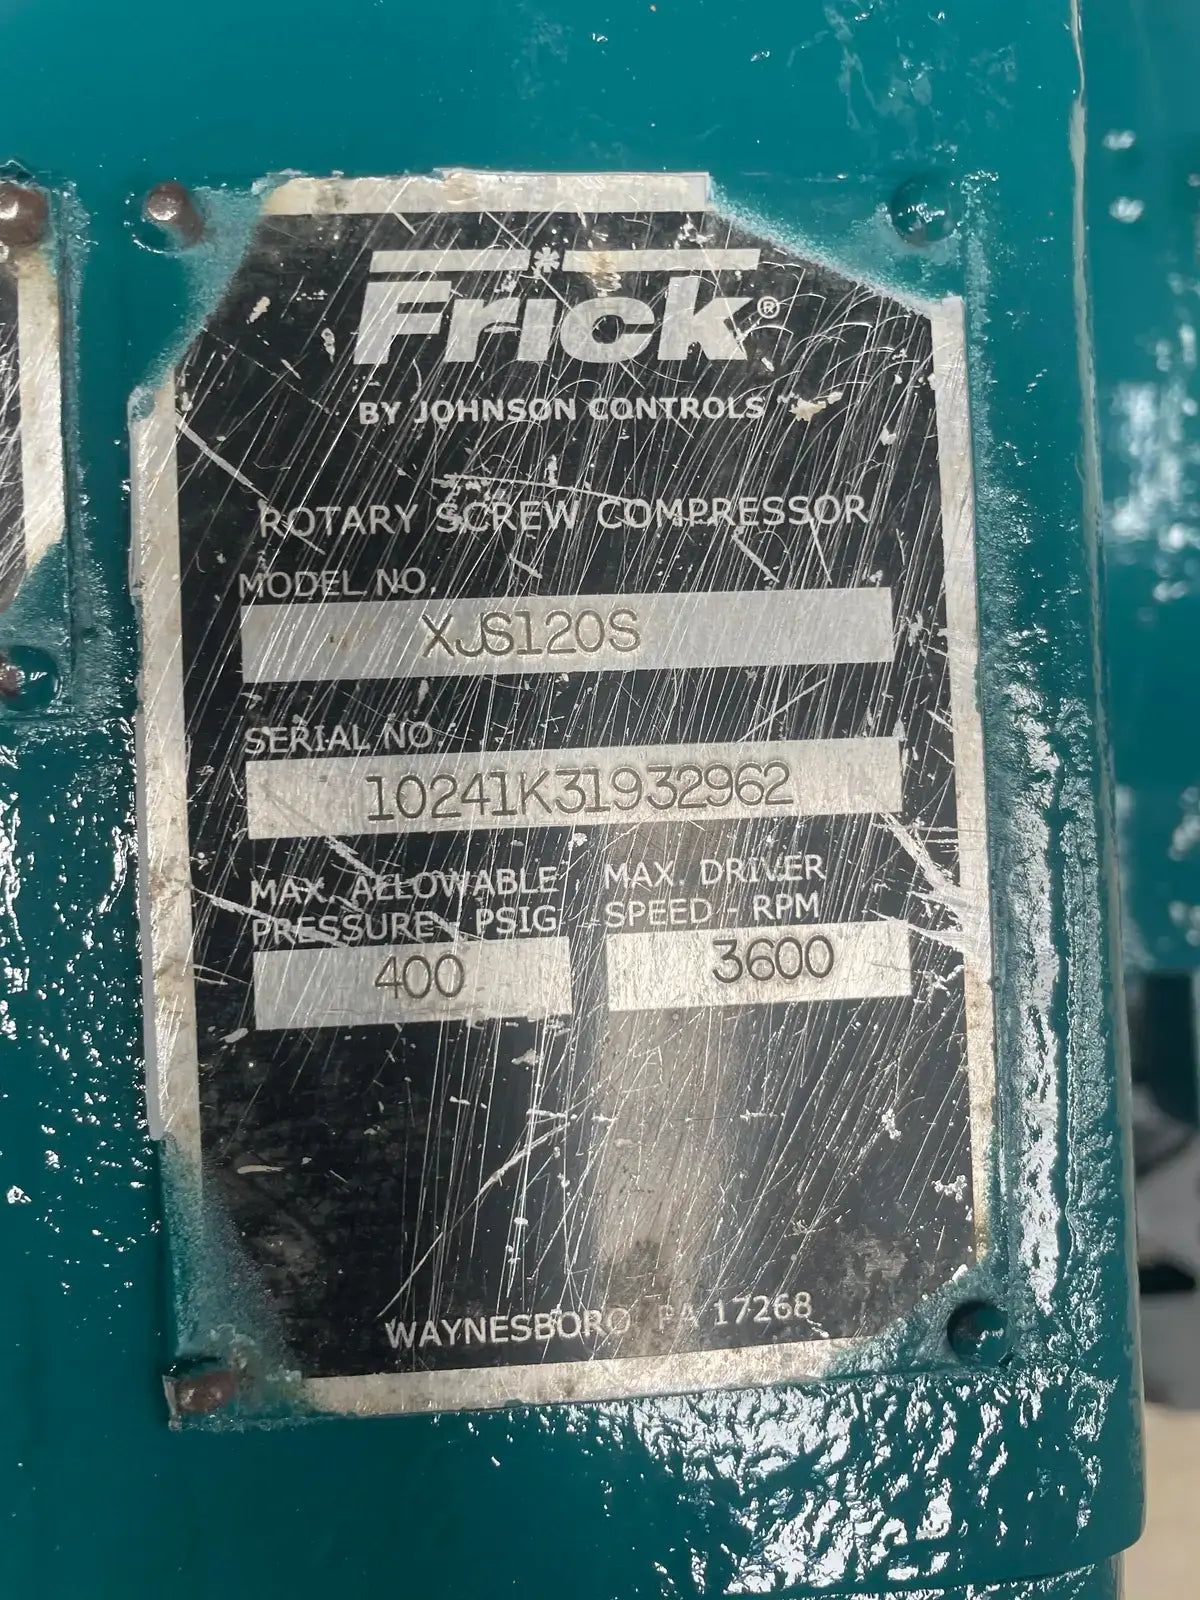 Frick®
BY JOHNSON CONTROLS
ROTARY SCREW COMPRESSOR
MODEL NO.
XJS120S
SERIAL NO.
10241K31932962
MAX. ALLOWABLE
PRESSURE - PSIG
400
MAX. DRIVER
SPEED - RPM
3600
WAYNESBORO, PA 17268